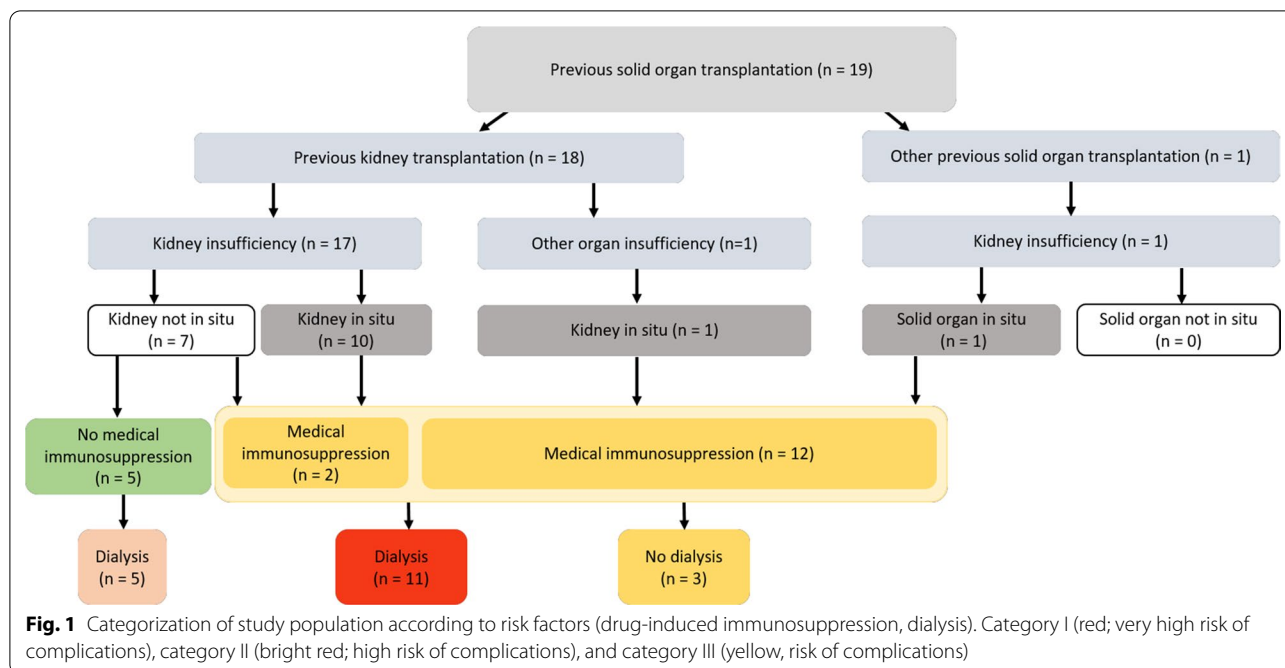 Previous solid organ transplantation (n = 19)
Previous kidney transplantation (n = 18)
Other previous solid organ transplantation (n = 1)
Kidney insufficiency (n = 17)
Other organ insufficiency (n=1)
Kidney insufficiency (n = 1)
Kidney not in situ
(n = 7)
Kidney in situ
(n = 10)
Kidney in situ (n = 1)
Solid organ in situ
(n = 1)
Solid organ not in situ
(n = 0)
No medical
immunosuppression
(n = 5)
Medical
immunosuppression
(n = 2)
Medical immunosuppression (n = 12)
Dialysis
(n = 5)
Dialysis
(n = 11)
No dialysis
(n = 3)
Fig. 1 Categorization of study population according to risk factors (drug-induced immunosuppression, dialysis). Category I (red; very high risk of
complications), category II (bright red; high risk of complications), and category III (yellow, risk of complications)